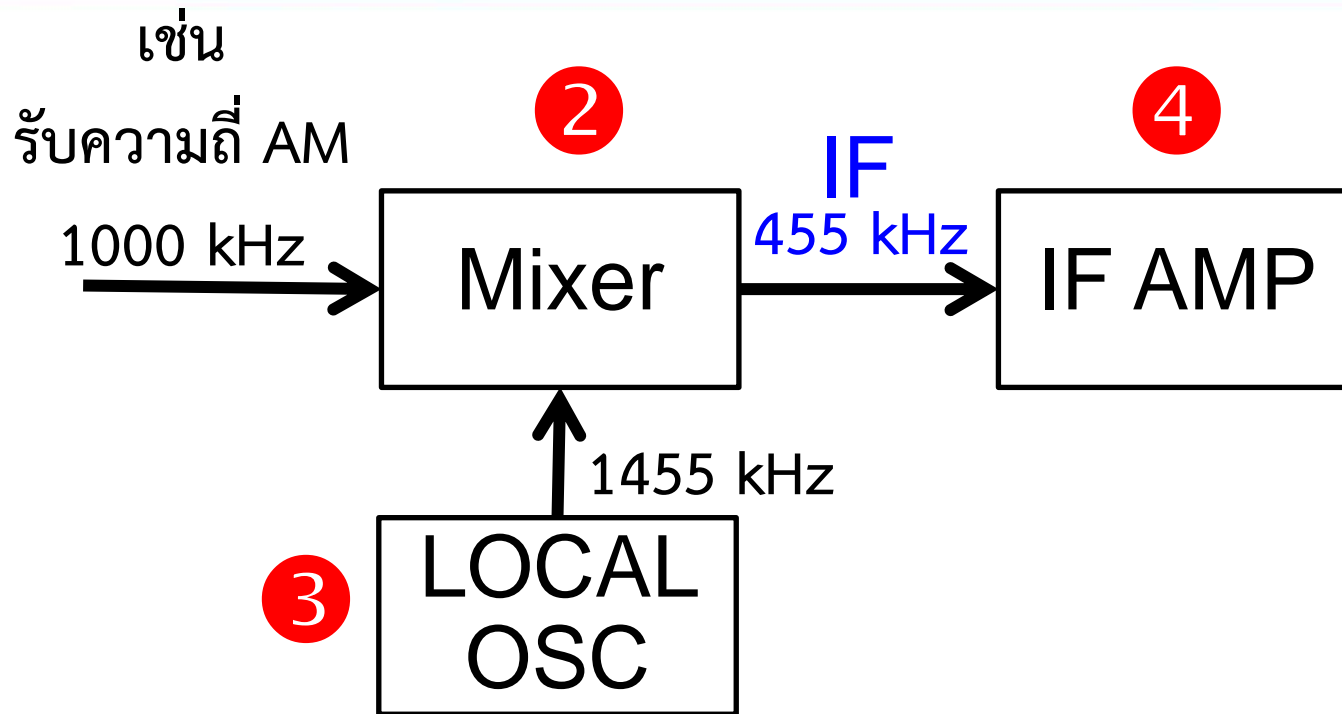 เช่น
รับความถี่ AM
1000 kHz
2
Mixer
IF
455 kHz
4
IF AMP
1455 kHz
3
LOCAL
OSC